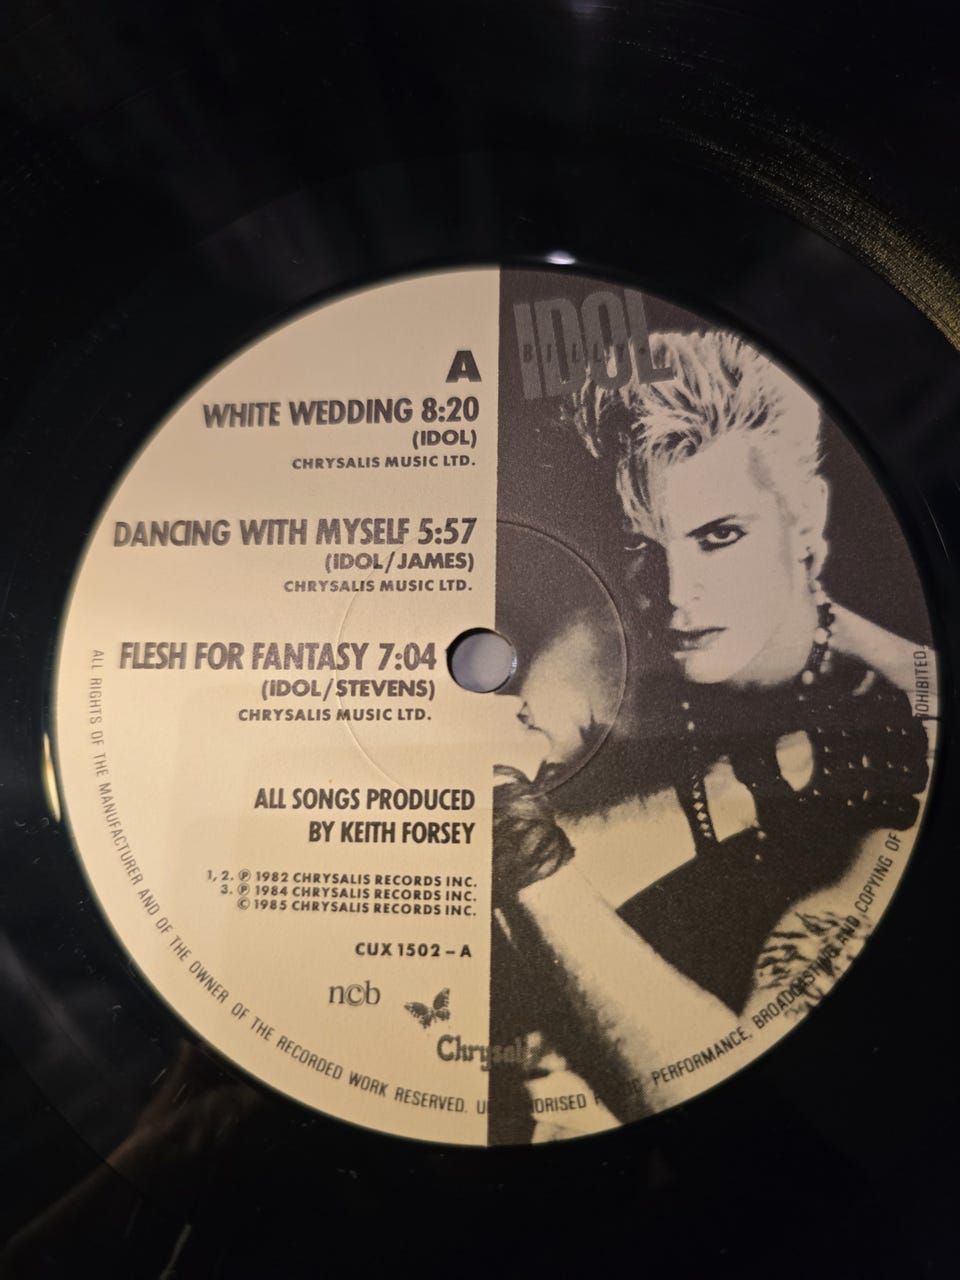 IDOL
BILLY
A
WHITE WEDDING 8:20
(IDOL)
CHRYSALIS MUSIC LTD.
DANCING WITH MYSELF 5:57
(IDOL/JAMES)
CHRYSALIS MUSIC LTD.
FLESH FOR FANTASY 7:04
(IDOL/STEVENS)
CHRYSALIS MUSIC LTD.
ALL SONGS PRODUCED
BY KEITH FORSEY
1, 2. ℗ 1982 CHRYSALIS RECORDS INC.
3. ℗ 1984 CHRYSALIS RECORDS INC.
© 1985 CHRYSALIS RECORDS INC.
CUX 1502 – A
ncb
Chrysalis
ALL RIGHTS OF THE MANUFACTURER AND OF THE OWNER OF THE RECORDED WORK RESERVED. PERFORMANCE, BROADCASTING AND COPYING OF